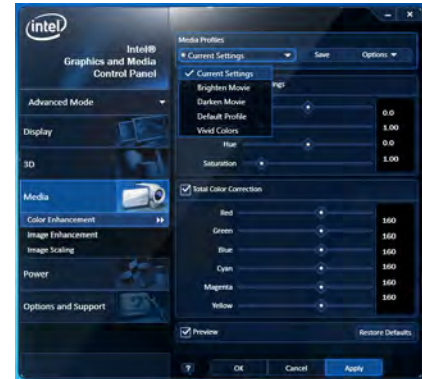 intel
Intel®
Graphics and Media
Control Panel
Advanced Mode
Display
3D
Media
Color Enhancement
Image Enhancement
Image Scaling
Power
Options and Support
Media Profiles
* Current Settings
Save
Options
✓ Current Settings
Brighten Movie
Darken Movie
Default Profile
Vivid Colors
ngs
0.0
1.00
Hue
0.0
Saturation
1.00
Total Color Correction
Red
160
Green
160
Blue
160
Cyan
160
Magenta
160
Yellow
160
Preview
Restore Defaults
?
OK
Cancel
Apply